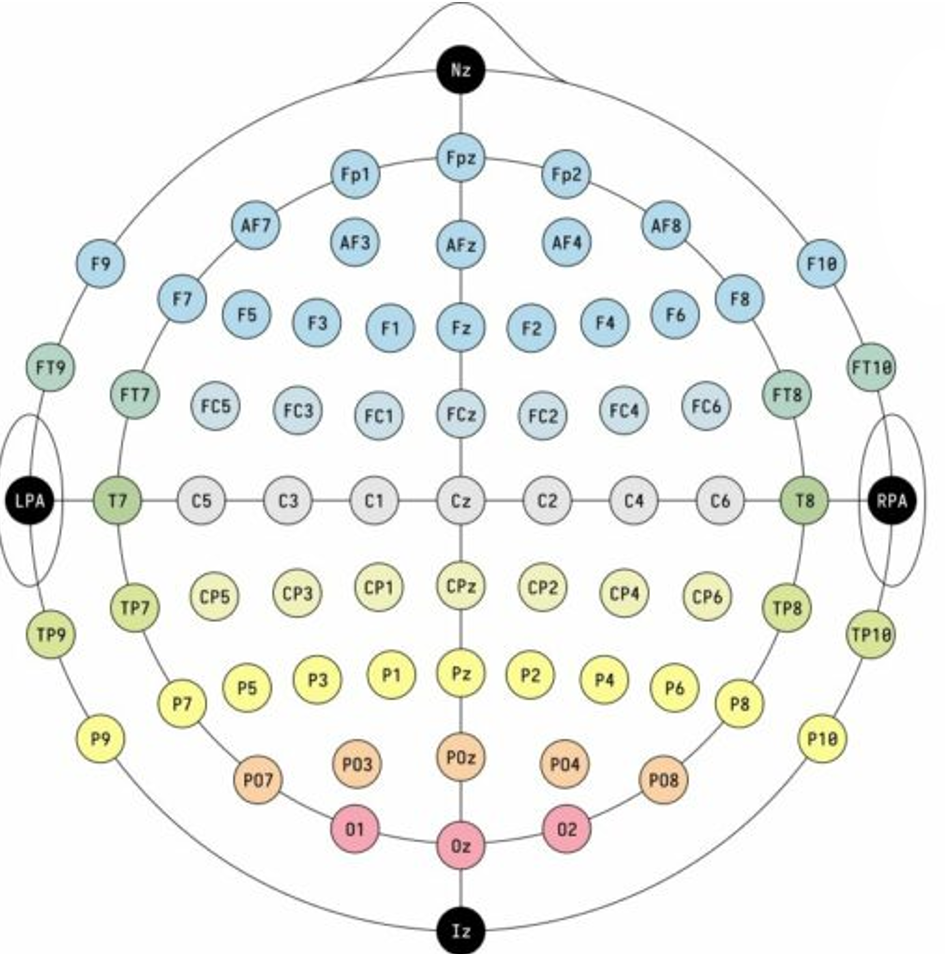 Nz
Fp1 Fpz Fp2
AF7 AF3 AFz AF4 AF8
F9 F7 F5 F3 F1 Fz F2 F4 F6 F8 F10
FT9 FT7 FC5 FC3 FC1 FCz FC2 FC4 FC6 FT8 FT10
LPA T7 C5 C3 C1 Cz C2 C4 C6 T8 RPA
TP9 TP7 CP5 CP3 CP1 CPz CP2 CP4 CP6 TP8 TP10
P9 P7 P5 P3 P1 Pz P2 P4 P6 P8 P10
PO7 PO3 POz PO4 PO8
O1 Oz O2
Iz